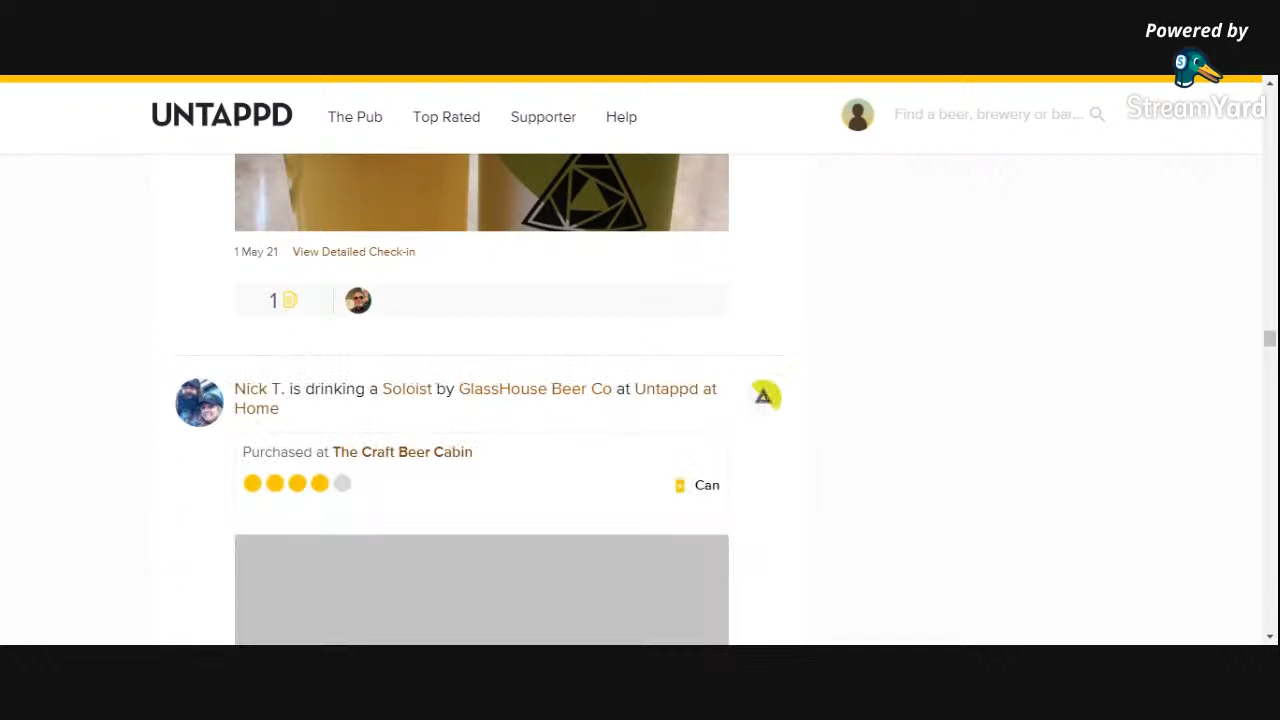 Powered by
StreamYard
UNTAPPD
The Pub
Top Rated
Supporter
Help
Find a beer, brewery or bar...
1 May 21 View Detailed Check-in
1
Nick T. is drinking a Soloist by GlassHouse Beer Co at Untappd at
Home
Purchased at The Craft Beer Cabin
Can